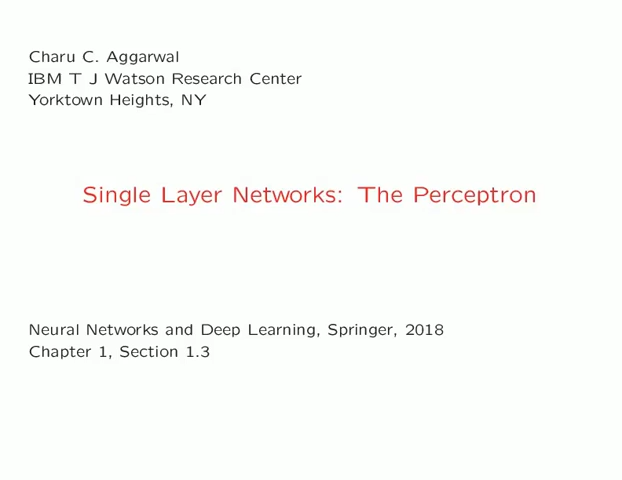 Charu C. Aggarwal
IBM T J Watson Research Center
Yorktown Heights, NY
Single Layer Networks: The Perceptron
Neural Networks and Deep Learning, Springer, 2018
Chapter 1, Section 1.3